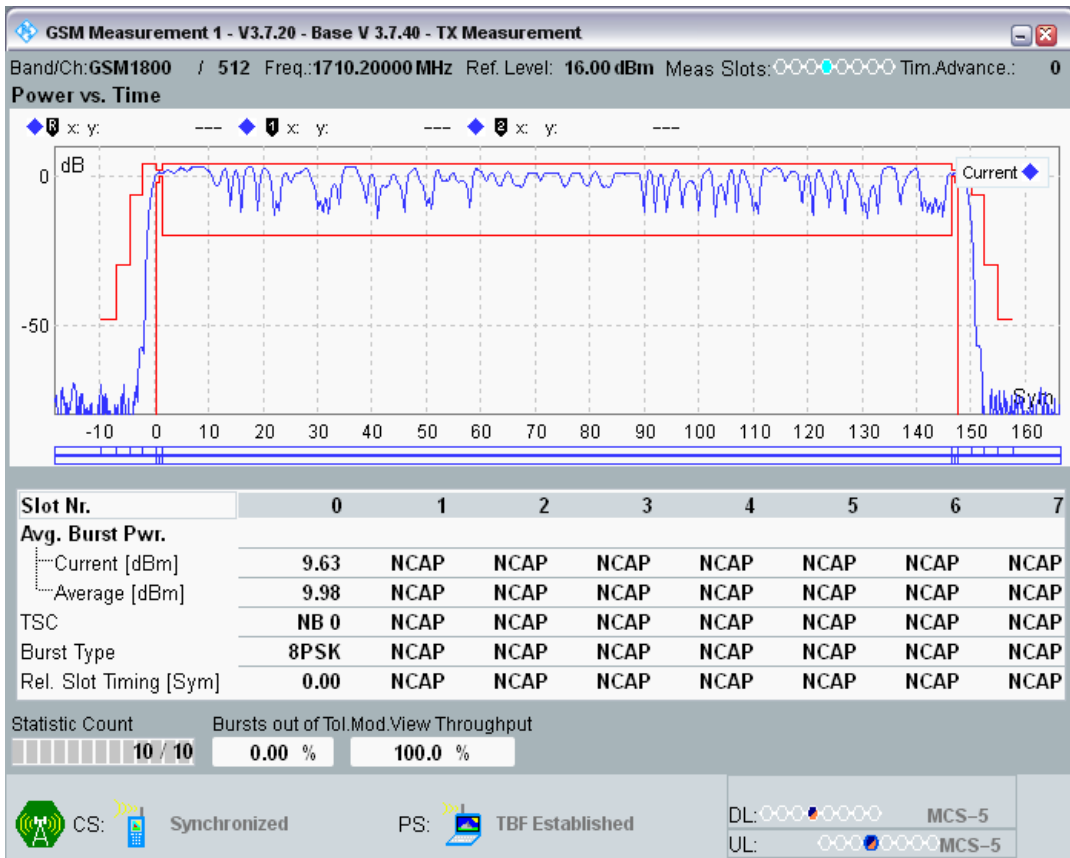 GSM Measurement 1 - V3.7.20 - Base V 3.7.40 - TX Measurement
Band/Ch:GSM1800 / 512 Freq.:1710.20000 MHz Ref. Level: 16.00 dBm Meas Slots: Tim.Advance.: 0
Power vs. Time
R x: y: --- 1 x: y: --- 2 x: y: ---
dB
Current
0
-50
Sym
-10 0 10 20 30 40 50 60 70 80 90 100 110 120 130 140 150 160
Slot Nr. 0 1 2 3 4 5 6 7
Avg. Burst Pwr.
Current [dBm] 9.63 NCAP NCAP NCAP NCAP NCAP NCAP NCAP
Average [dBm] 9.98 NCAP NCAP NCAP NCAP NCAP NCAP NCAP
TSC NB 0 NCAP NCAP NCAP NCAP NCAP NCAP NCAP
Burst Type 8PSK NCAP NCAP NCAP NCAP NCAP NCAP NCAP
Rel. Slot Timing [Sym] 0.00 NCAP NCAP NCAP NCAP NCAP NCAP NCAP
Statistic Count Bursts out of Tol.Mod.View Throughput
10 / 10 0.00 % 100.0 %
CS: Synchronized PS: TBF Established
DL: MCS-5
UL: MCS-5